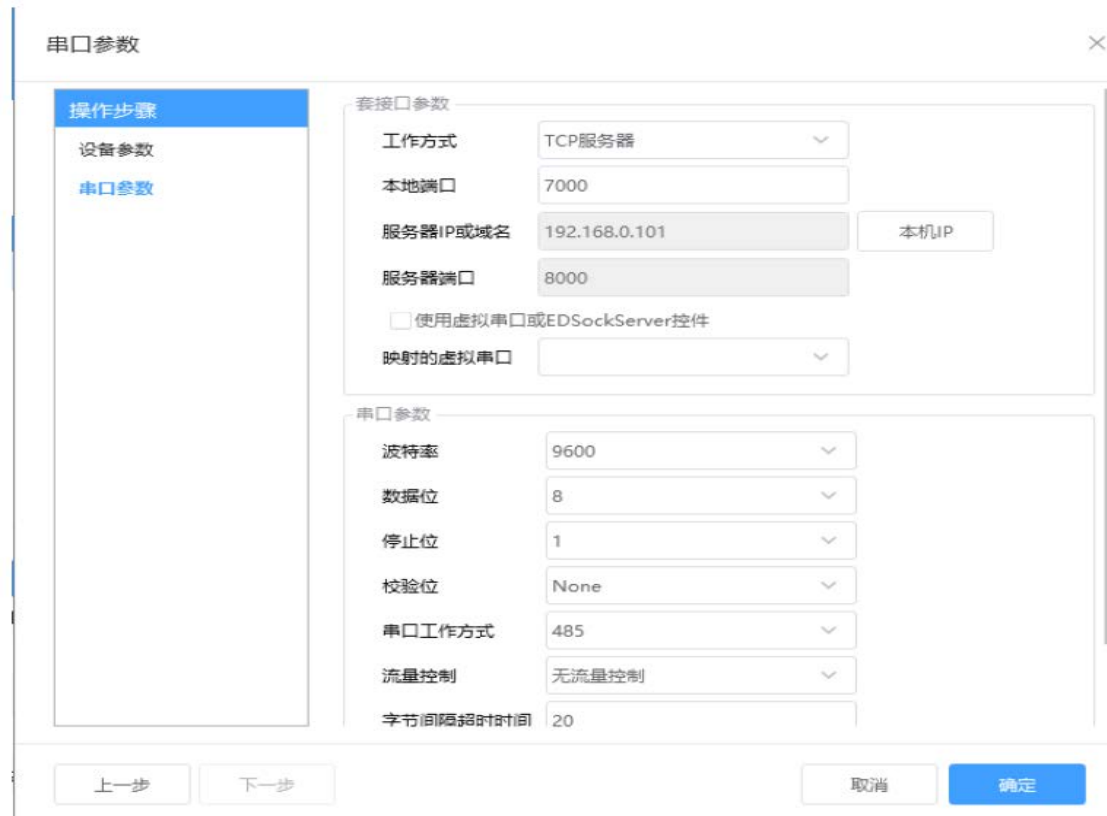 串口参数
操作步骤
设备参数
串口参数
套接口参数
工作方式 TCP服务器
本地端口 7000
服务器IP或域名 192.168.0.101 本机IP
服务器端口 8000
使用虚拟串口或EDSockServer控件
映射的虚拟串口
串口参数
波特率 9600
数据位 8
停止位 1
校验位 None
串口工作方式 485
流量控制 无流量控制
字节间隔超时时间 20
上一步 下一步 取消 确定